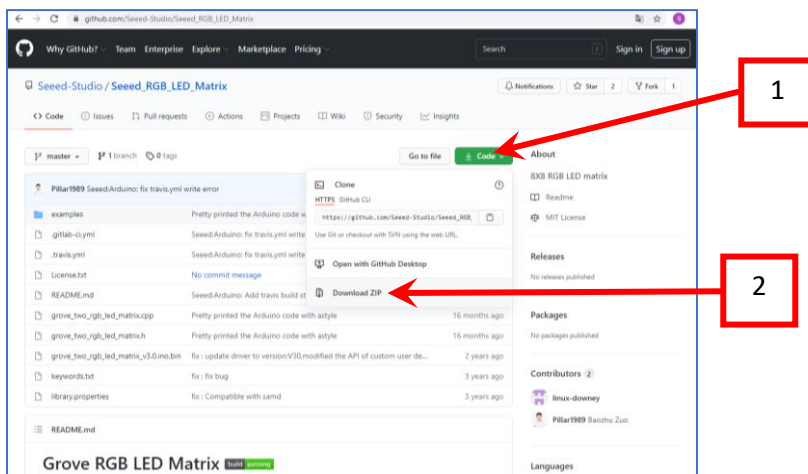 github.com/Seeed-Studio/Seeed_RGB_LED_Matrix
Why GitHub? Team Enterprise Explore Marketplace Pricing Search / Sign in Sign up
Seeed-Studio / Seeed_RGB_LED_Matrix Notifications Star 2 Fork 1
1
Code Issues Pull requests Actions Projects Wiki Security Insights
master 1 branch 0 tags Go to file Code About
8X8 RGB LED matrix
Pillar1989 Seeed:Arduino: fix travis.yml write error Clone
HTTPS GitHub CLI Readme
examples Pretty printed the Arduino code w https://github.com/Seeed-Studio/Seeed_RGB_ MIT License
.gitlab-ci.yml Seeed:Arduino: fix travis.yml write Use Git or checkout with SVN using the web URL.
.travis.yml Seeed:Arduino: fix travis.yml write Releases
Open with GitHub Desktop
License.txt No commit message No releases published
2
README.md Seeed:Arduino: Add travis build st Download ZIP
grove_two_rgb_led_matrix.cpp Pretty printed the Arduino code with astyle 16 months ago Packages
grove_two_rgb_led_matrix.h Pretty printed the Arduino code with astyle 16 months ago No packages published
grove_two_rgb_led_matrix_v3.0.ino.bin fix : update driver to version:V30,modified the API of custom user de... 2 years ago
keywords.txt fix : fix bug 3 years ago Contributors 2
library.properties fix : Compatible with samd 3 years ago linux-downey
Pillar1989 Baozhu Zuo
README.md
Grove RGB LED Matrix build passing Languages